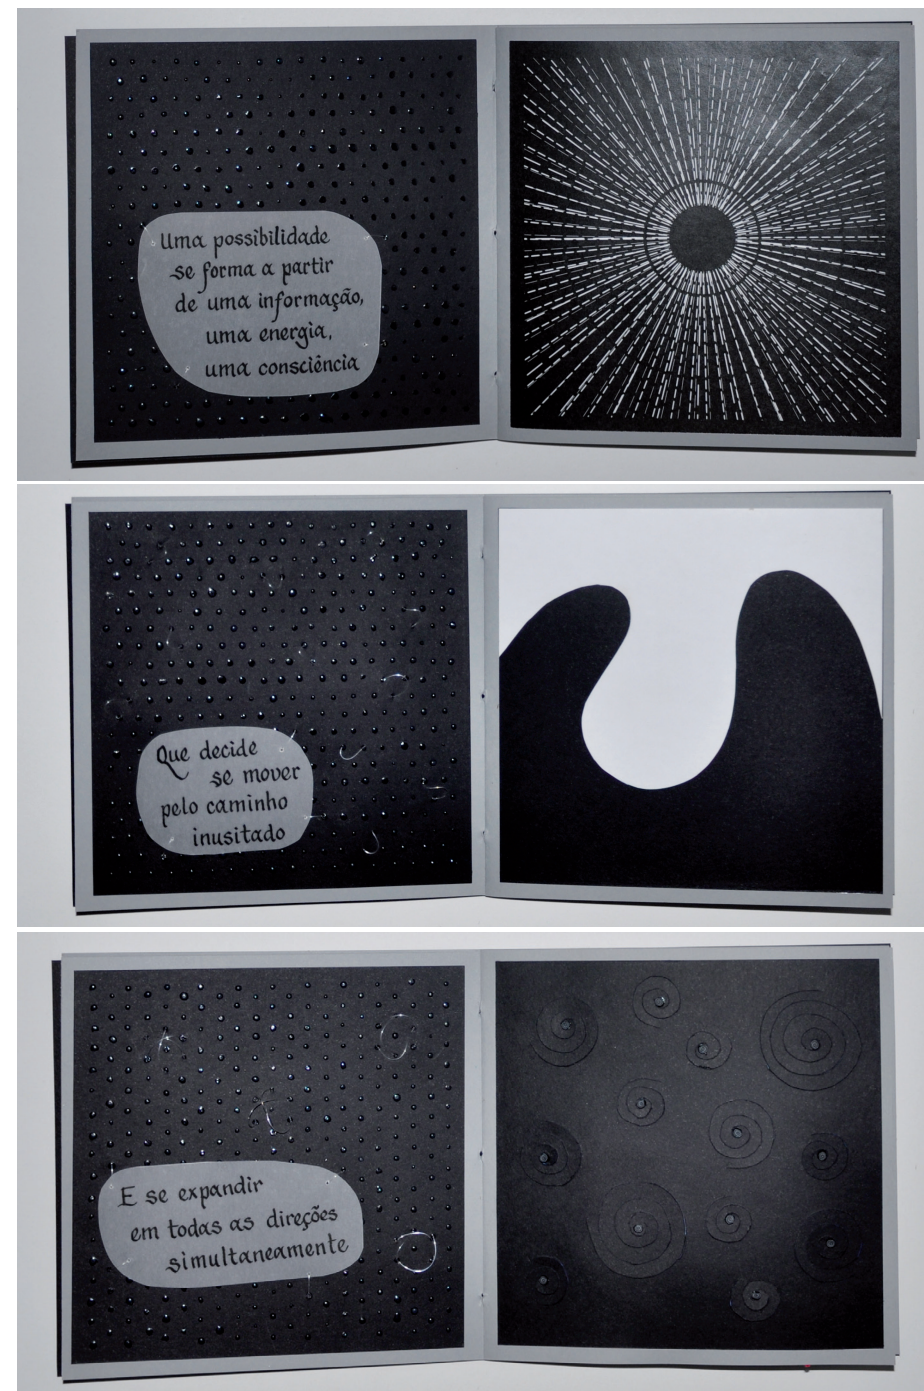 Uma possibilidade
se forma a partir
de uma informação,
uma energia,
uma consciência
Que decide
se mover
pelo caminho
inusitado
E se expandir
em todas as direções
simultaneamente